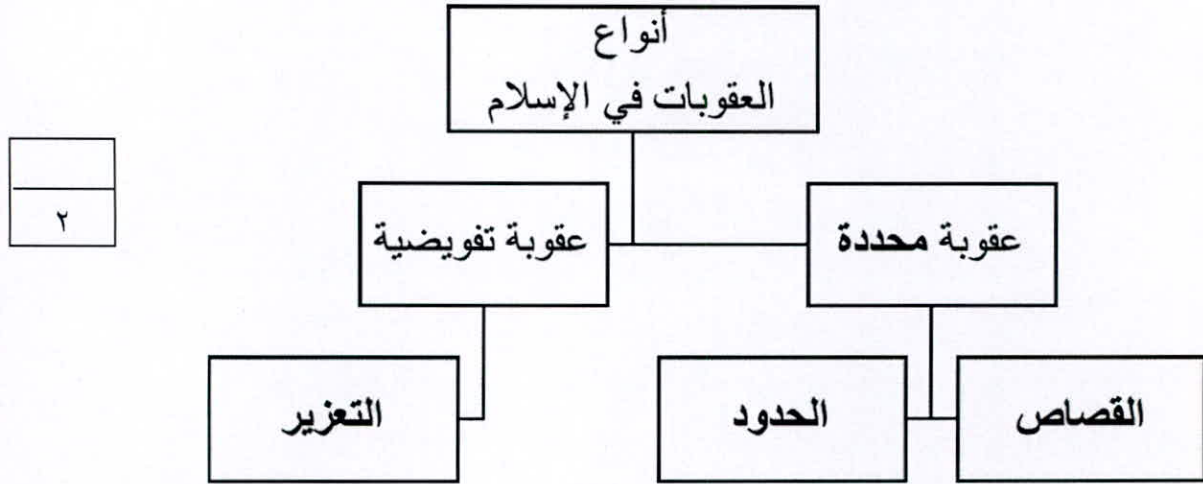 أنواع
العقوبات في الإسلام
عقوبة محددة
عقوبة تفويضية
القصاص
الحدود
التعزير
٢